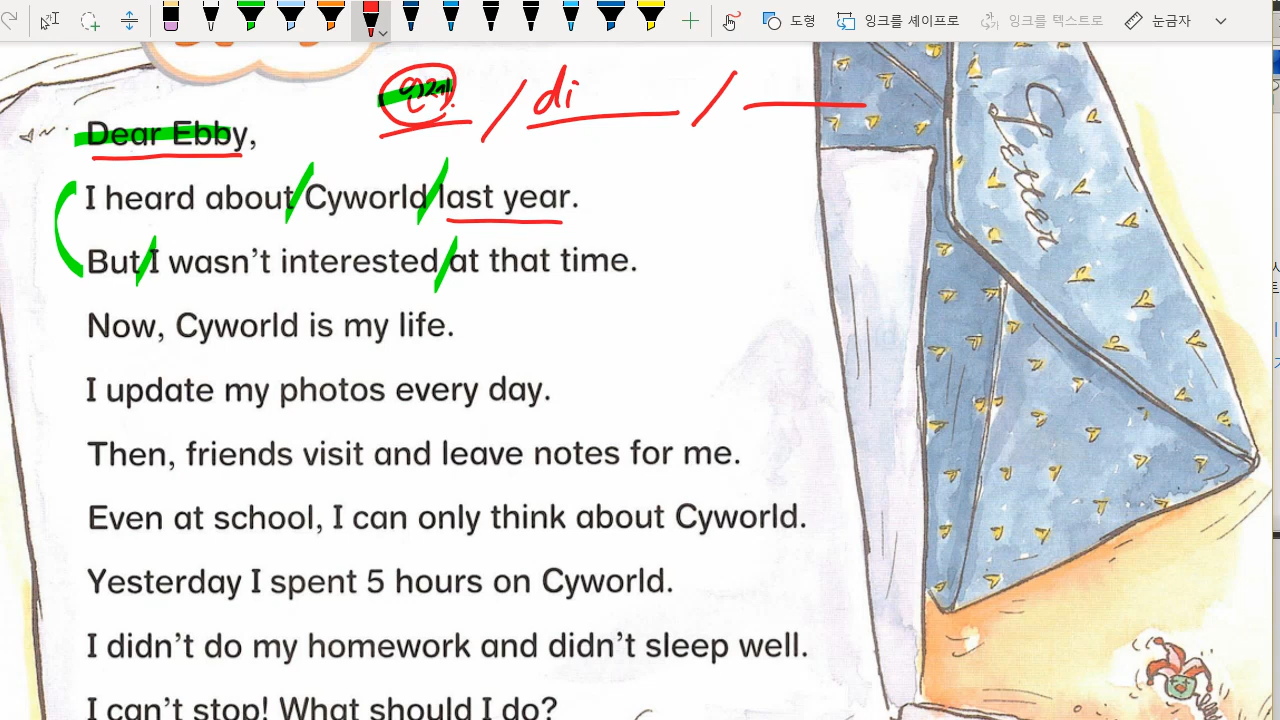 도형 잉크를 셰이프로 잉크를 텍스트로 눈금자
di
Dear Ebby,
I heard about Cyworld last year.
But I wasn't interested at that time.
Now, Cyworld is my life.
I update my photos every day.
Then, friends visit and leave notes for me.
Even at school, I can only think about Cyworld.
Yesterday I spent 5 hours on Cyworld.
I didn't do my homework and didn't sleep well.
I can't stop! What should I do?
Letter